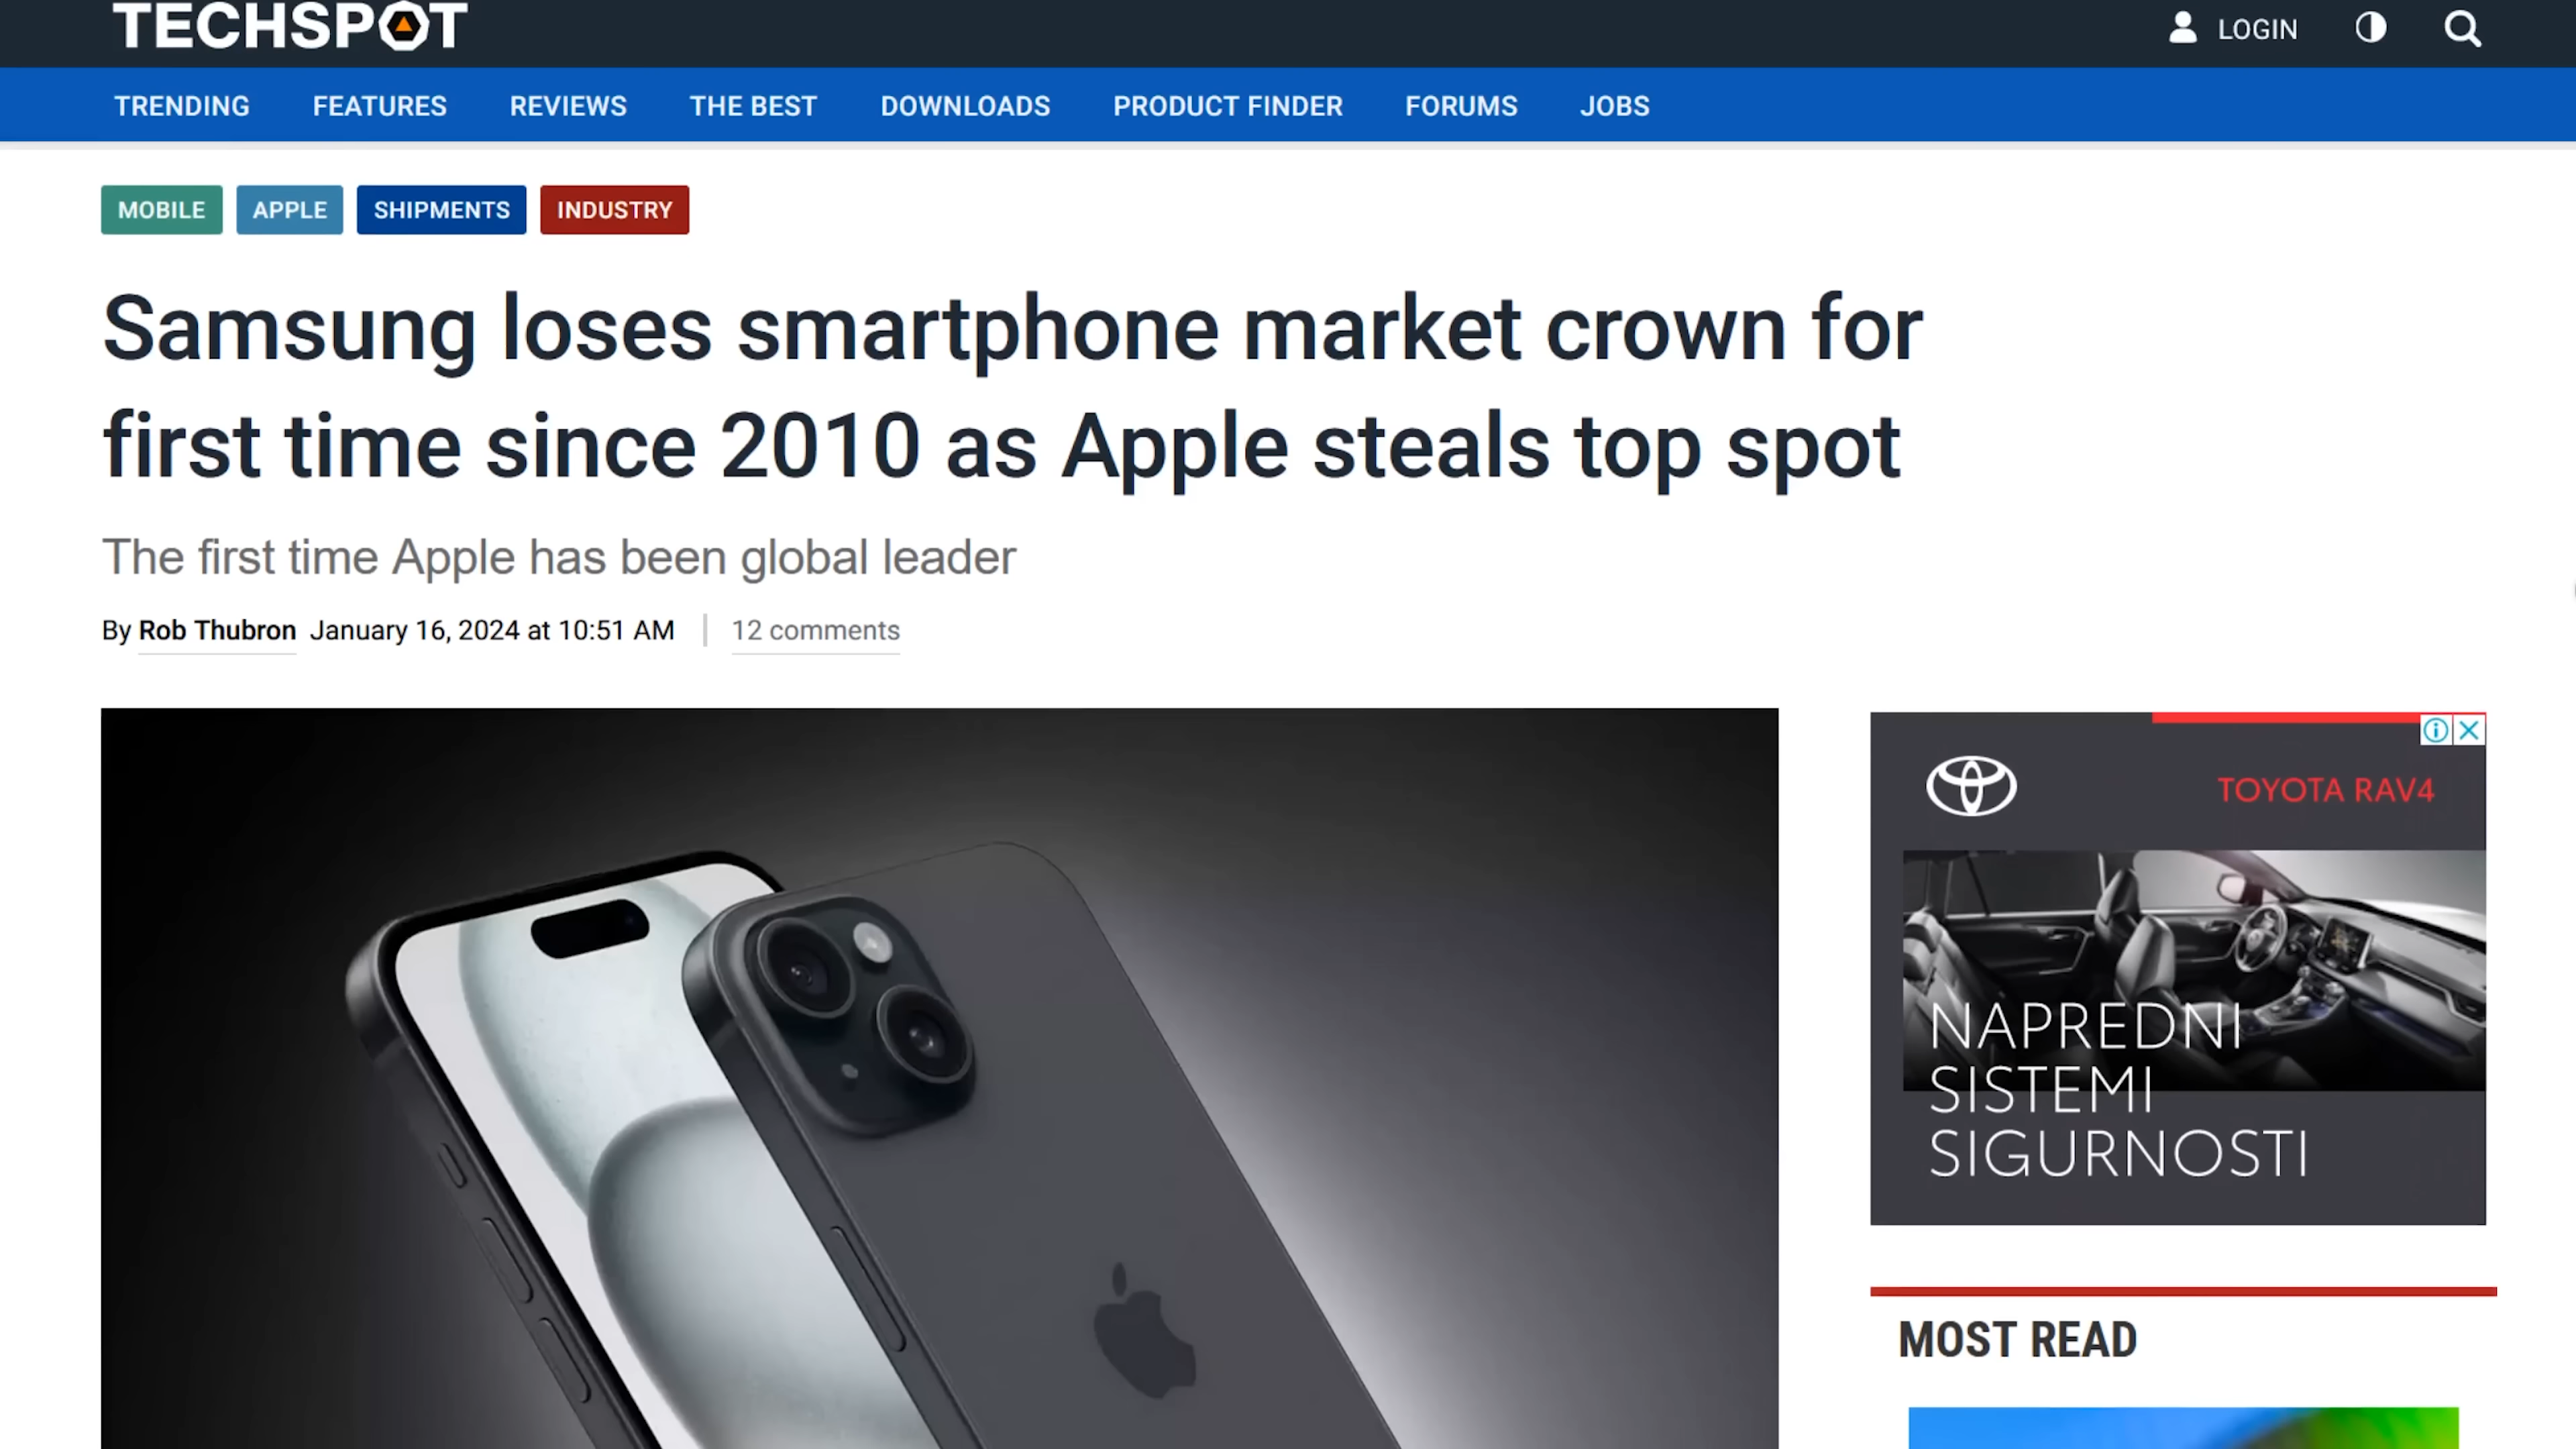 TECHSPOT
LOGIN
TRENDING FEATURES REVIEWS THE BEST DOWNLOADS PRODUCT FINDER FORUMS JOBS
MOBILE APPLE SHIPMENTS INDUSTRY
Samsung loses smartphone market crown for
first time since 2010 as Apple steals top spot
The first time Apple has been global leader
By Rob Thubron January 16, 2024 at 10:51 AM | 12 comments
TOYOTA RAV4
NAPREDNI
SISTEMI
SIGURNOSTI
MOST READ